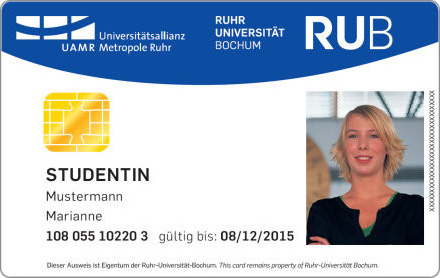 UAMR
Universitätsallianz
Metropole Ruhr
RUHR
UNIVERSITÄT
BOCHUM
RUB
STUDENTIN
Mustermann
Marianne
108 055 10220 3 gültig bis: 08/12/2015
Dieser Ausweis ist Eigentum der Ruhr-Universität-Bochum. This card remains property of Ruhr-Universität Bochum.